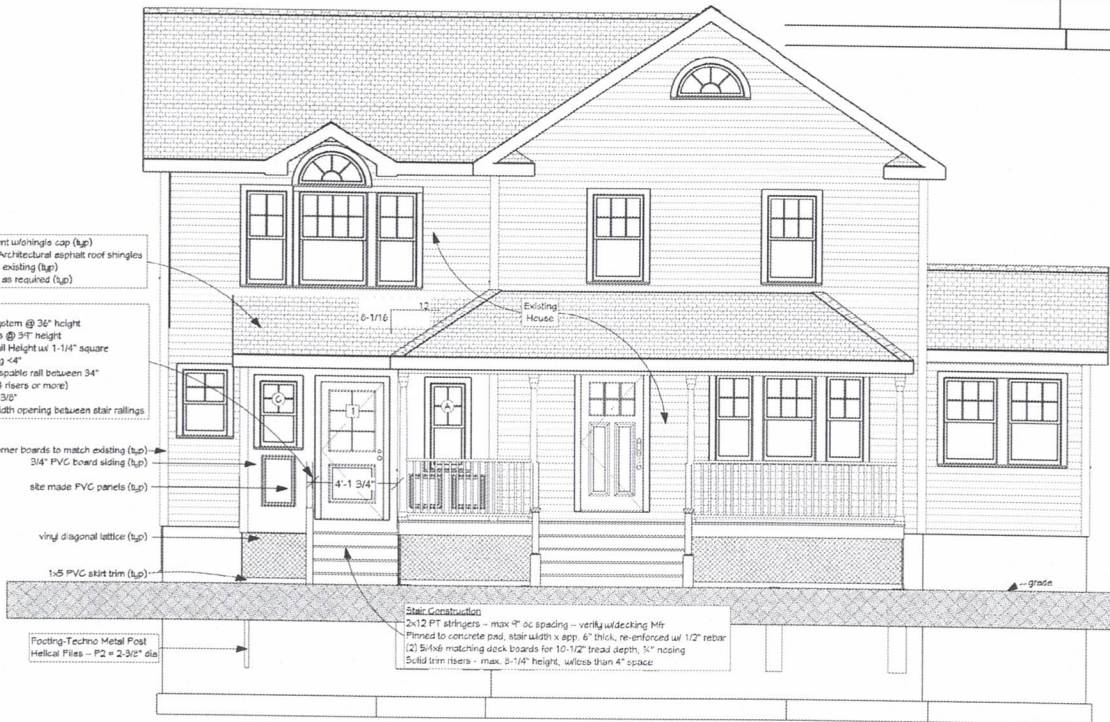 nt w/shingle cap (typ)
Architectural asphalt roof shingles
existing (typ)
as required (typ)
ystem @ 36" height
s @ 39" height
ll Height w/ 1-1/4" square
g <4"
spable rail between 34"
risers or more)
3/8"
idth opening between stair railings
rner boards to match existing (typ)
3/4" PVC board siding (typ)
site made PVC panels (typ)
vinyl diagonal lattice (typ)
1x5 PVC skirt trim (typ)
Footing-Techno Metal Post
Helical Piles -- P2 = 2-3/8" dia
12
8-1/16
Existing
House
C
1
A
4'-1 3/4"
grade
Stair Construction
2x12 PT stringers -- max 9" oc spacing -- verify w/decking Mfr
Pinned to concrete pad, stair width x app. 6" thick, re-enforced w/ 1/2" rebar
(2) 5/4x6 matching deck boards for 10-1/2" tread depth, 3/4" nosing
Solid trim risers - max. 8-1/4" height, w/less than 4" space